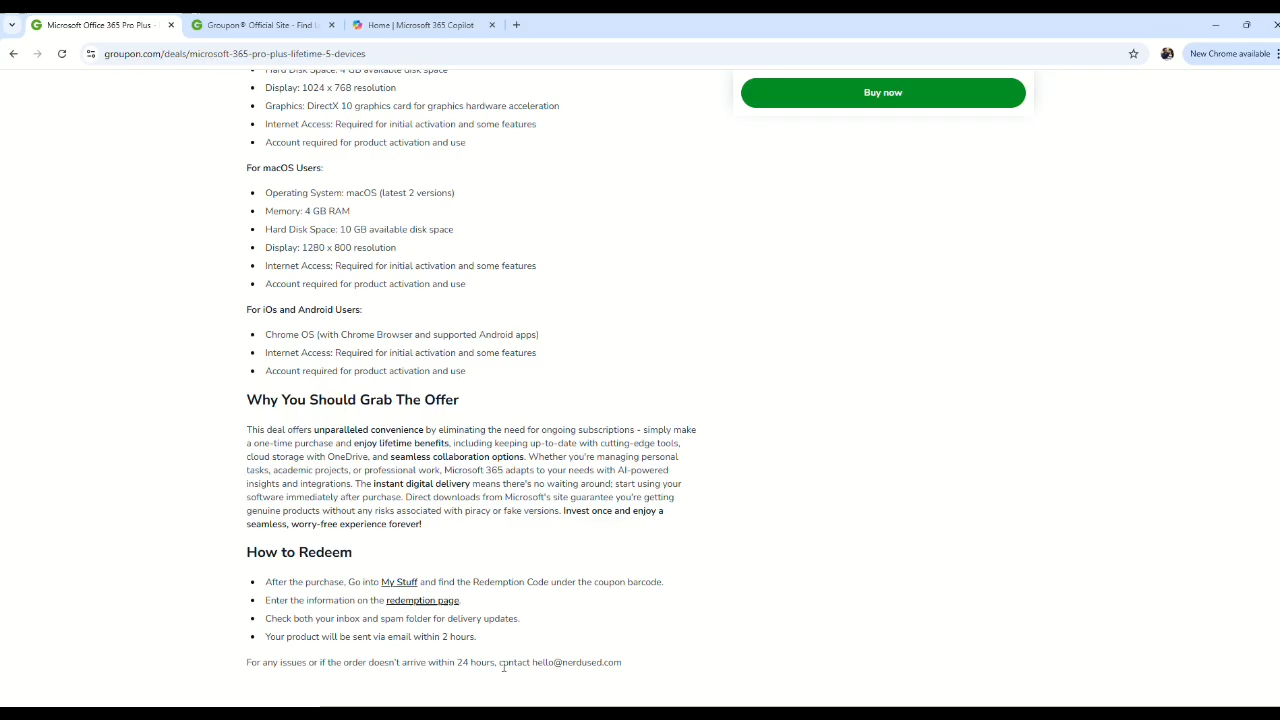 Microsoft Office 365 Pro Plus -
Groupon® Official Site - Find L
Home | Microsoft 365 Copilot
groupon.com/deals/microsoft-365-pro-plus-lifetime-5-devices
New Chrome available
Hard Disk Space: 4 GB available disk space
Display: 1024 x 768 resolution
Buy now
Graphics: DirectX 10 graphics card for graphics hardware acceleration
Internet Access: Required for initial activation and some features
Account required for product activation and use
For macOS Users:
Operating System: macOS (latest 2 versions)
Memory: 4 GB RAM
Hard Disk Space: 10 GB available disk space
Display: 1280 x 800 resolution
Internet Access: Required for initial activation and some features
Account required for product activation and use
For iOs and Android Users:
Chrome OS (with Chrome Browser and supported Android apps)
Internet Access: Required for initial activation and some features
Account required for product activation and use
Why You Should Grab The Offer
This deal offers unparalleled convenience by eliminating the need for ongoing subscriptions - simply make
a one-time purchase and enjoy lifetime benefits, including keeping up-to-date with cutting-edge tools,
cloud storage with OneDrive, and seamless collaboration options. Whether you're managing personal
tasks, academic projects, or professional work, Microsoft 365 adapts to your needs with AI-powered
insights and integrations. The instant digital delivery means there's no waiting around; start using your
software immediately after purchase. Direct downloads from Microsoft's site guarantee you're getting
genuine products without any risks associated with piracy or fake versions. Invest once and enjoy a
seamless, worry-free experience forever!
How to Redeem
After the purchase, Go into My Stuff and find the Redemption Code under the coupon barcode.
Enter the information on the redemption page.
Check both your inbox and spam folder for delivery updates.
Your product will be sent via email within 2 hours.
For any issues or if the order doesn't arrive within 24 hours, contact hello@nerdused.com